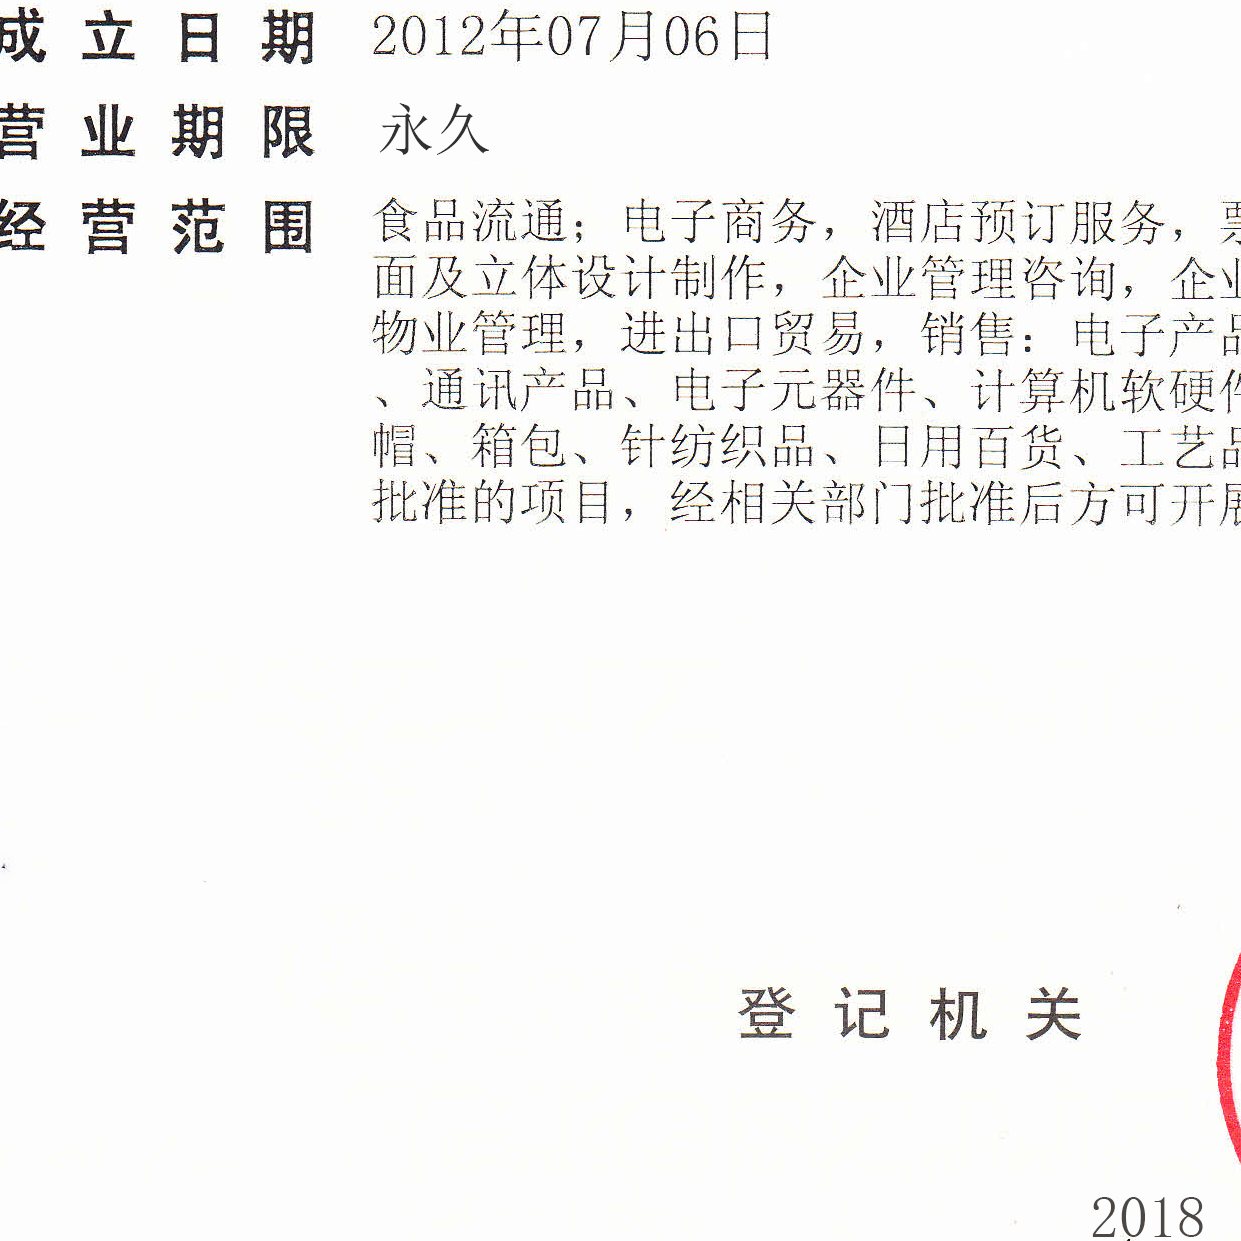 成立日期 2012年07月06日
营业期限 永久
经营范围 食品流通；电子商务，酒店预订服务，票
面及立体设计制作，企业管理咨询，企业
物业管理，进出口贸易，销售：电子产品
、通讯产品、电子元器件、计算机软硬件
帽、箱包、针纺织品、日用百货、工艺品
批准的项目，经相关部门批准后方可开展
登记机关
2018